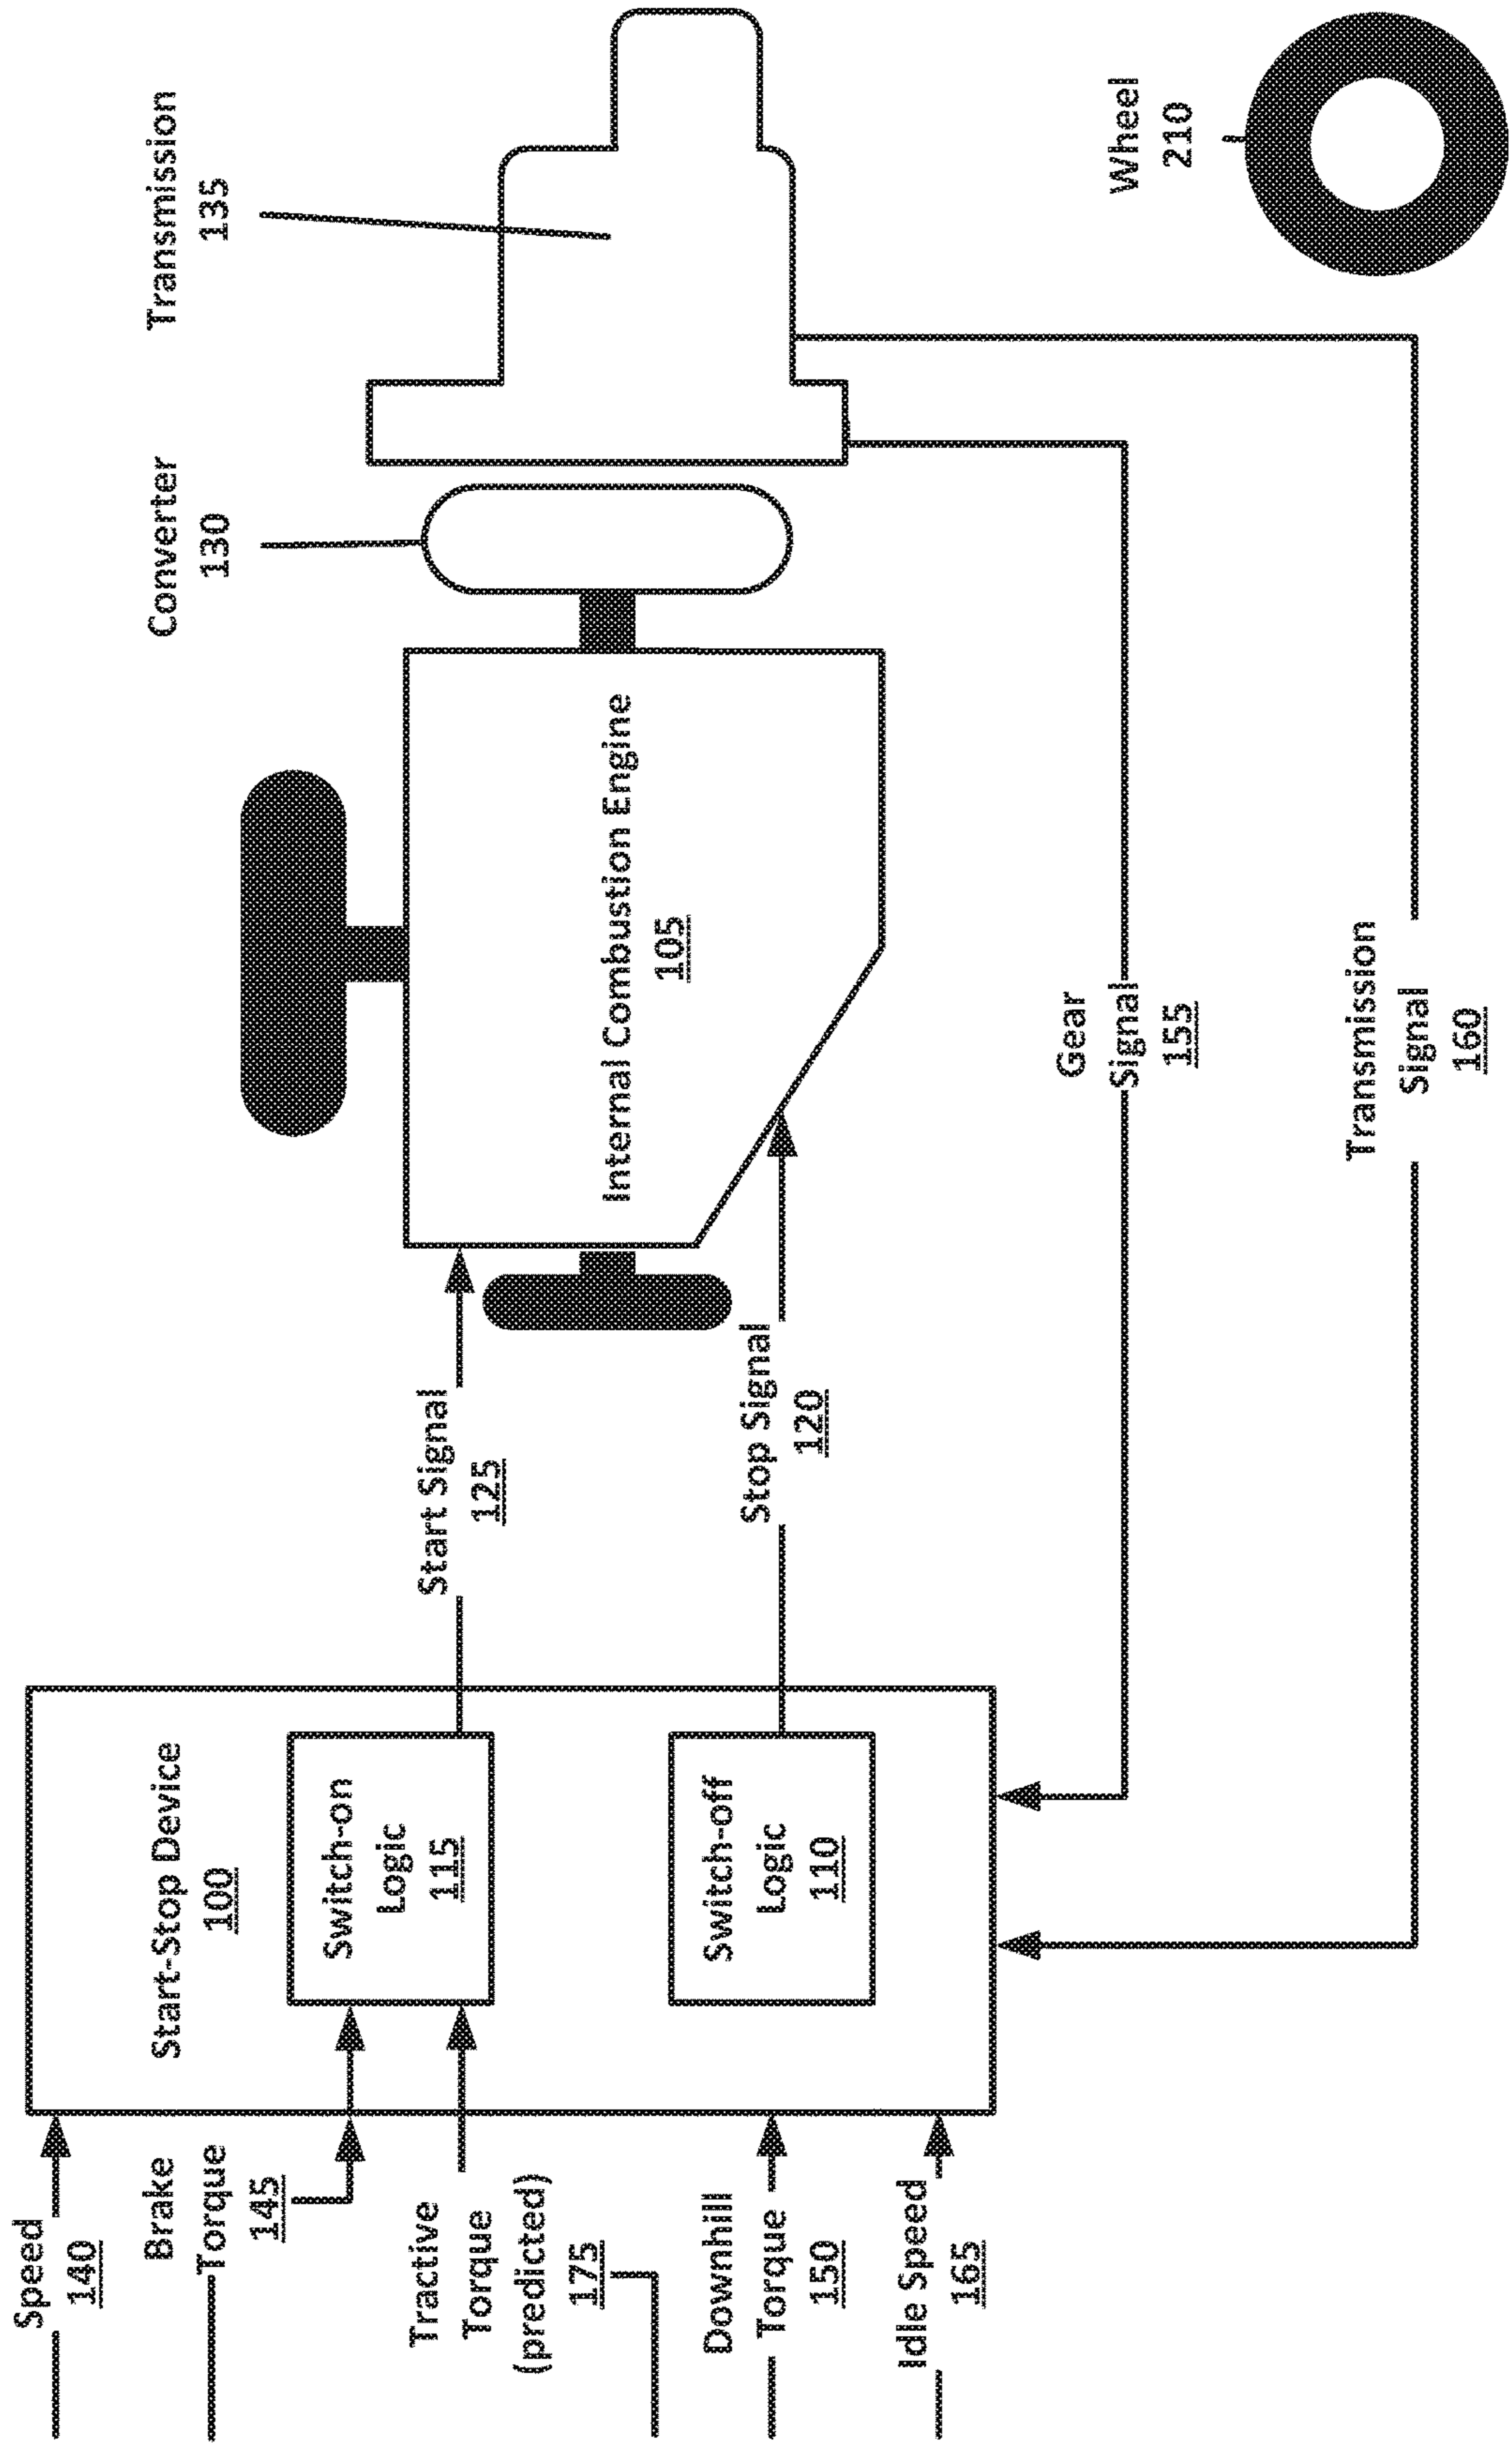 Speed
140
Brake
Torque
145
Tractive
Torque
(predicted)
175
Downhill
Torque
150
Idle Speed
165
Start-Stop Device
100
Switch-on
Logic
115
Switch-off
Logic
110
Start Signal
125
Stop Signal
120
Internal Combustion Engine
105
Converter
130
Transmission
135
Gear
Signal
155
Transmission
Signal
160
Wheel
210